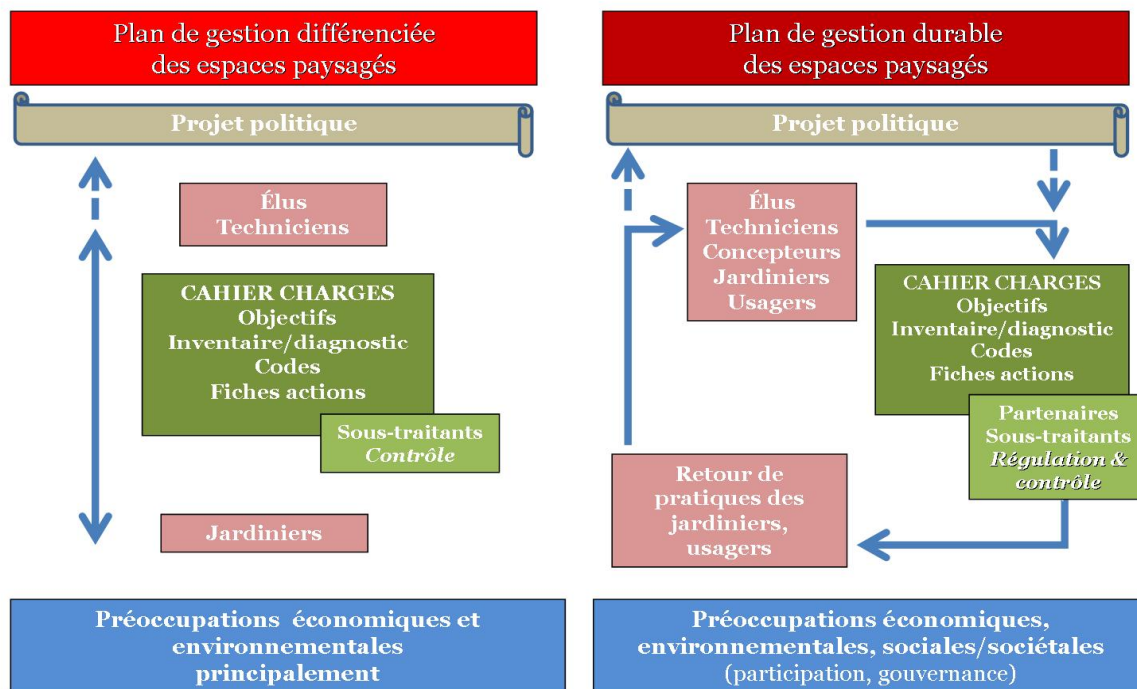 Plan de gestion différenciée
des espaces paysagés
Projet politique
Élus
Techniciens
CAHIER CHARGES
Objectifs
Inventaire/diagnostic
Codes
Fiches actions
Sous-traitants
Contrôle
Jardiniers
Préoccupations économiques et
environnementales
principalement
Plan de gestion durable
des espaces paysagés
Projet politique
Élus
Techniciens
Concepteurs
Jardiniers
Usagers
CAHIER CHARGES
Objectifs
Inventaire/diagnostic
Codes
Fiches actions
Partenaires
Sous-traitants
Régulation &
contrôle
Retour de
pratiques des
jardiniers,
usagers
Préoccupations économiques,
environnementales, sociales/sociétales
(participation, gouvernance)